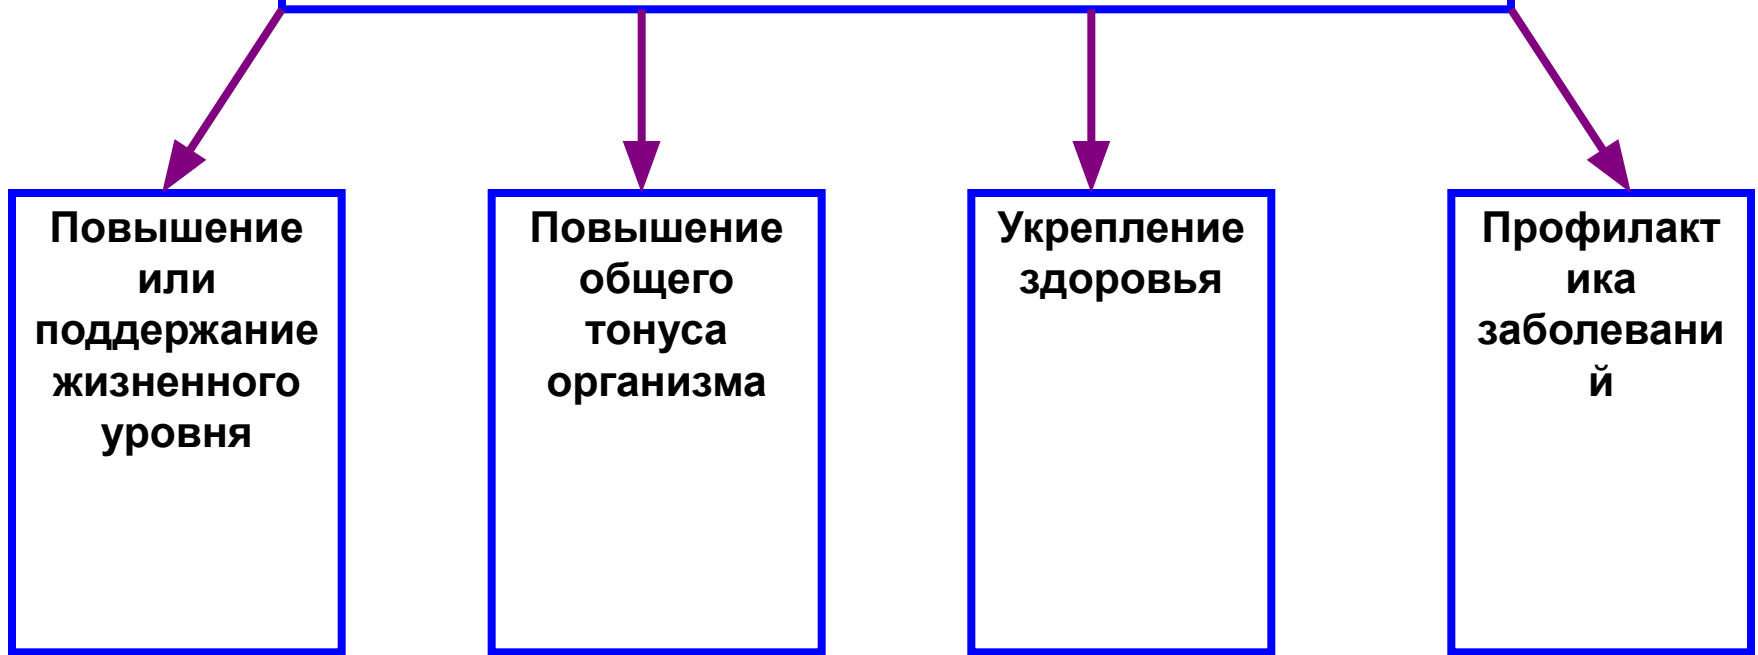 Повышение
или
поддержание
жизненного
уровня
Повышение
общего
тонуса
организма
Укрепление
здоровья
Профилакт
ика
заболевани
й